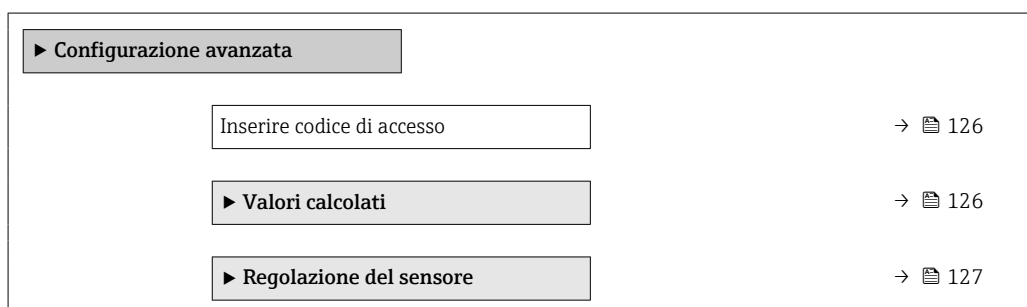 ▶ Configurazione avanzata
Inserire codice di accesso → 126
▶ Valori calcolati → 126
▶ Regolazione del sensore → 127